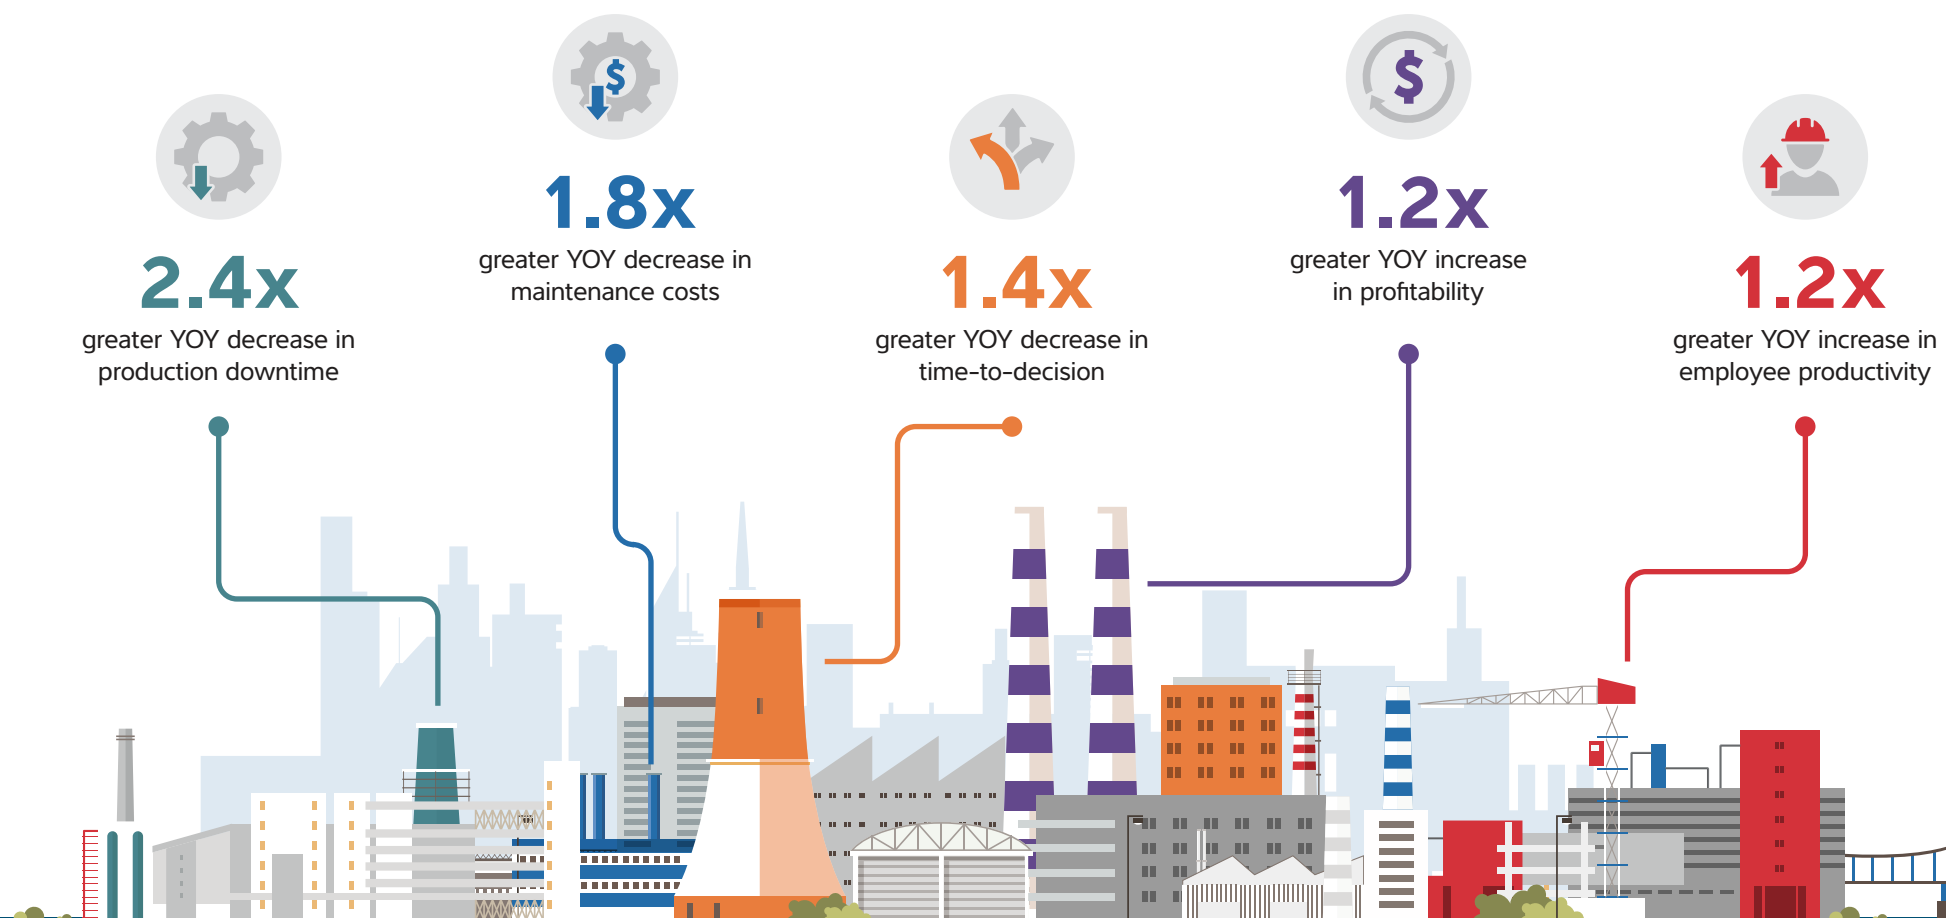 2.4x
greater YOY decrease in
production downtime
$
1.8x
greater YOY decrease in
maintenance costs
1.4x
greater YOY decrease in
time-to-decision
$
1.2x
greater YOY increase
in profitability
1.2x
greater YOY increase in
employee productivity